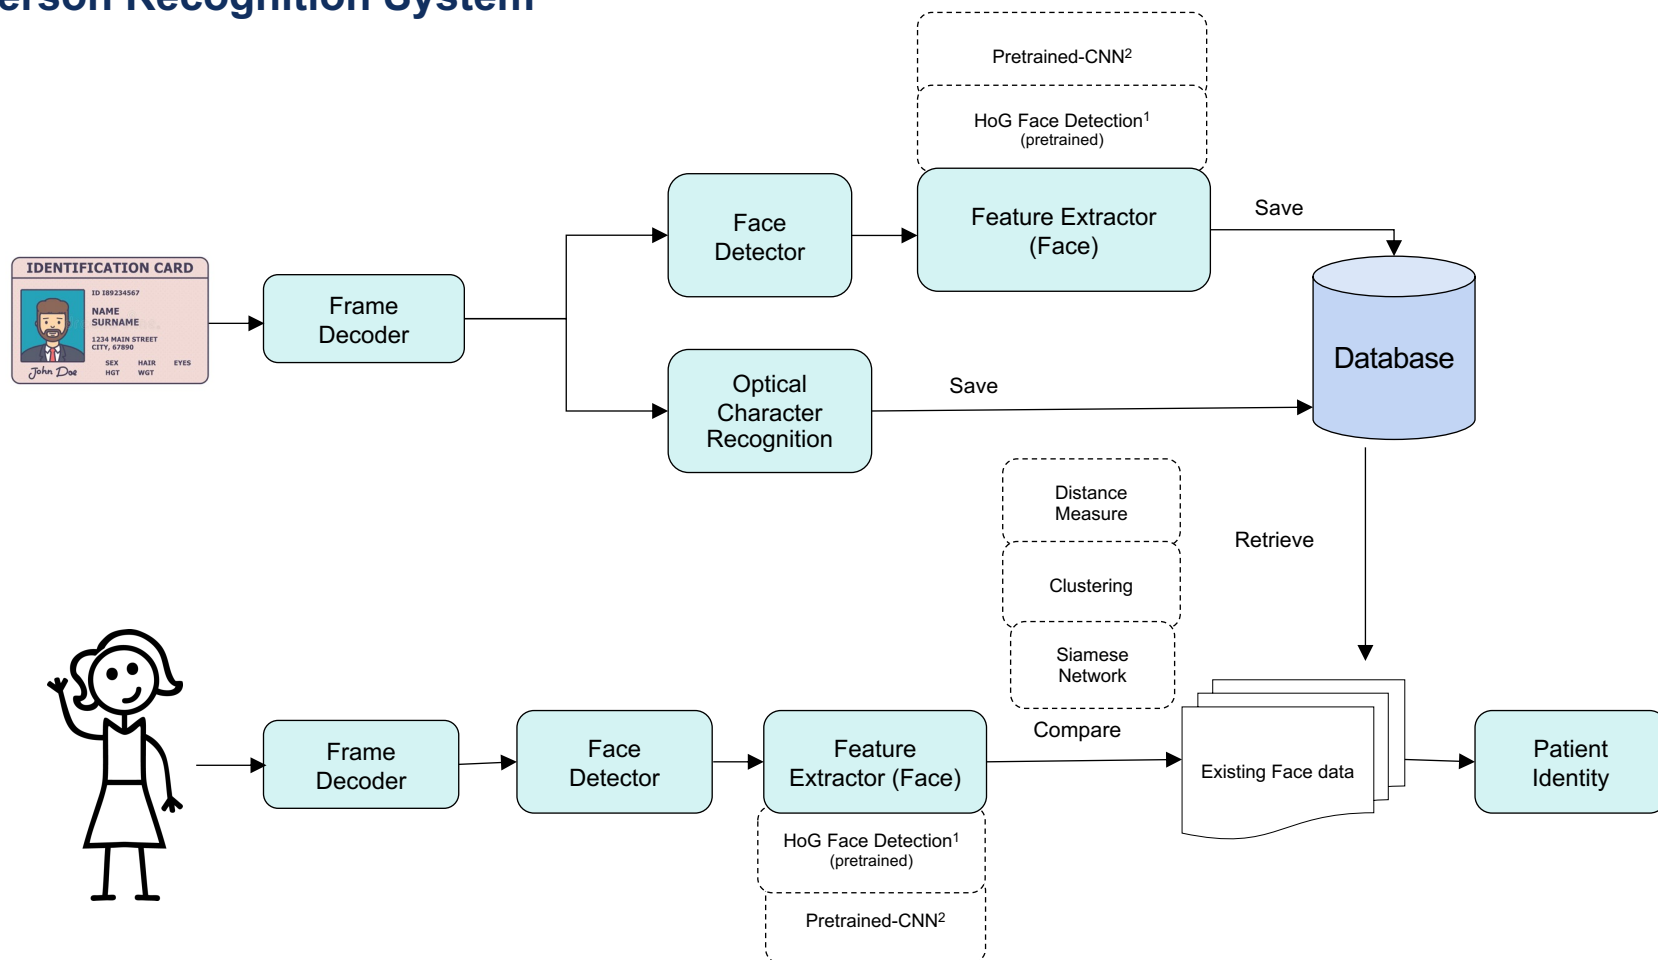 erson Recognition System
Pretrained-CNN2
HoG Face Detection1
(pretrained)
Face
Detector
Feature Extractor
(Face)
Save
IDENTIFICATION CARD
ID I89234567
NAME
SURNAME
1234 MAIN STREET
CITY, 67890
SEX HAIR EYES
HGT WGT
John Doe
Frame
Decoder
Optical
Character
Recognition
Save
Database
Distance
Measure
Clustering
Siamese
Network
Retrieve
Compare
Frame
Decoder
Face
Detector
Feature
Extractor (Face)
HoG Face Detection1
(pretrained)
Pretrained-CNN2
Existing Face data
Patient
Identity